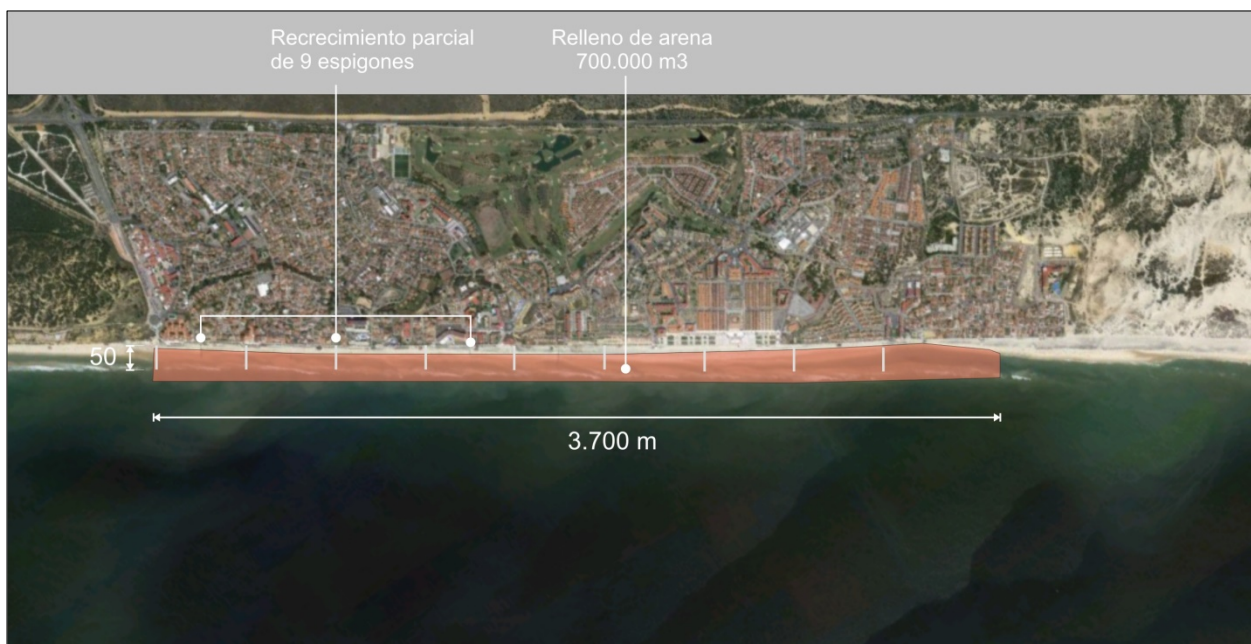 Recrecimiento parcial
de 9 espigones
Relleno de arena
700.000 m3
50
3.700 m